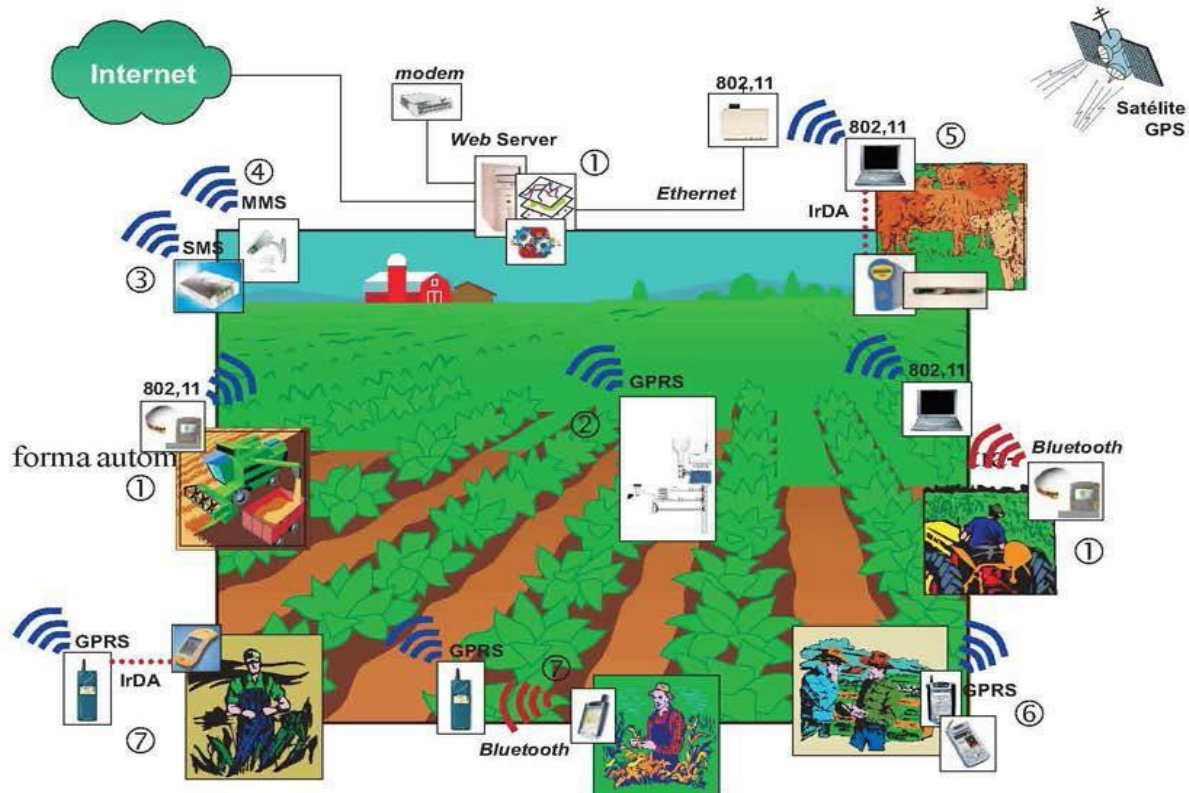 Internet
modem
802,11
Satélite
GPS
Web Server
①
802,11
⑤
Ethernet
④
MMS
IrDA
SMS
③
802,11
GPRS
802,11
②
forma autom
①
Bluetooth
①
GPRS
IrDA
⑦
GPRS
⑦
Bluetooth
GPRS
⑥